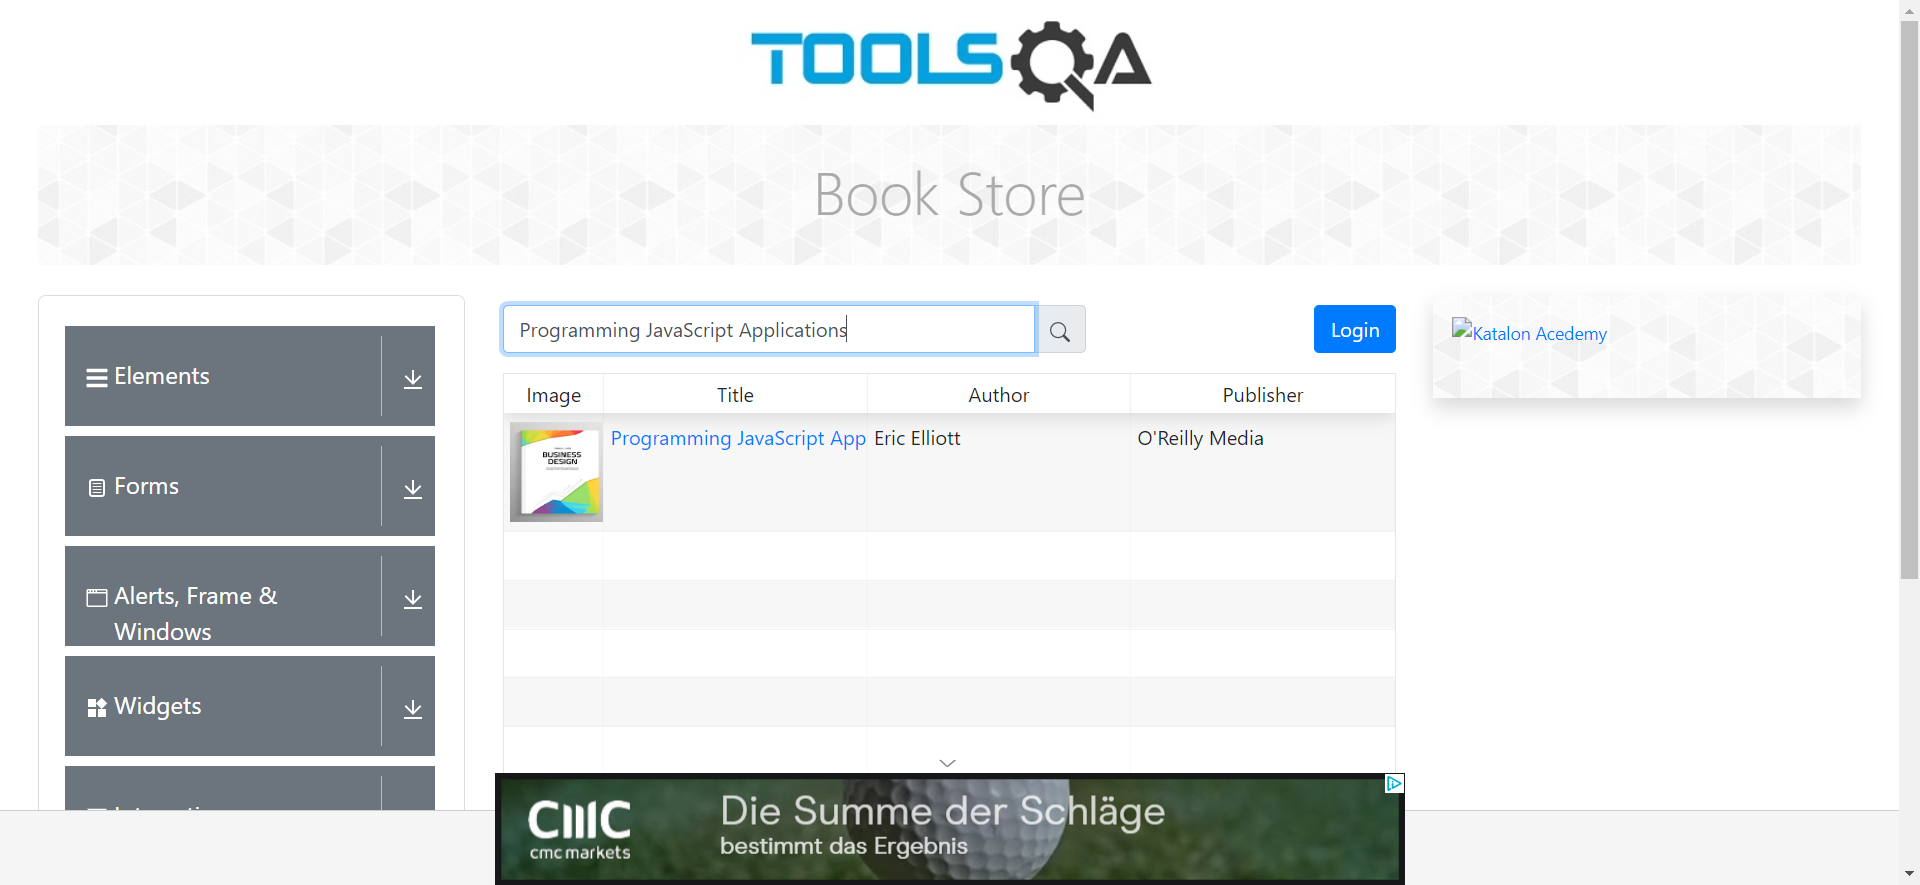 TOOLSQA
Book Store
Elements
Forms
Alerts, Frame &
Windows
Widgets
Programming JavaScript Applications
Login
Image Title Author Publisher
BUSINESS
DESIGN
Programming JavaScript App Eric Elliott O'Reilly Media
Katalon Acedemy
cmc
cmc markets
Die Summe der Schläge
bestimmt das Ergebnis